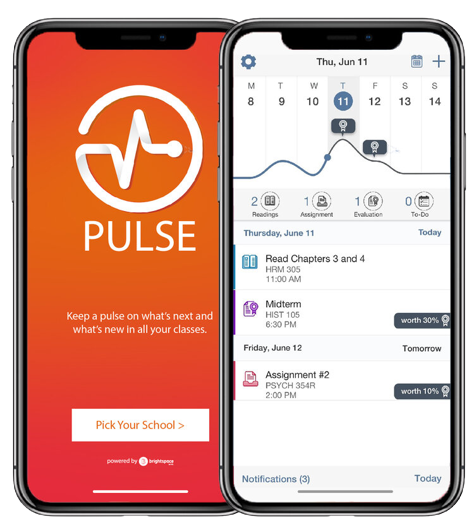 PULSE
Keep a pulse on what's next and
what's new in all your classes.
Pick Your School >
powered by brightspace
Thu, Jun 11
M T W T F S S
8 9 10 11 12 13 14
2 1 1 0
Readings Assignment Evaluation To-Do
Thursday, June 11 Today
Read Chapters 3 and 4
HRM 305
11:00 AM
Midterm
HIST 105
6:30 PM
worth 30%
Friday, June 12 Tomorrow
Assignment #2
PSYCH 354R
2:00 PM
worth 10%
Notifications (3) Today